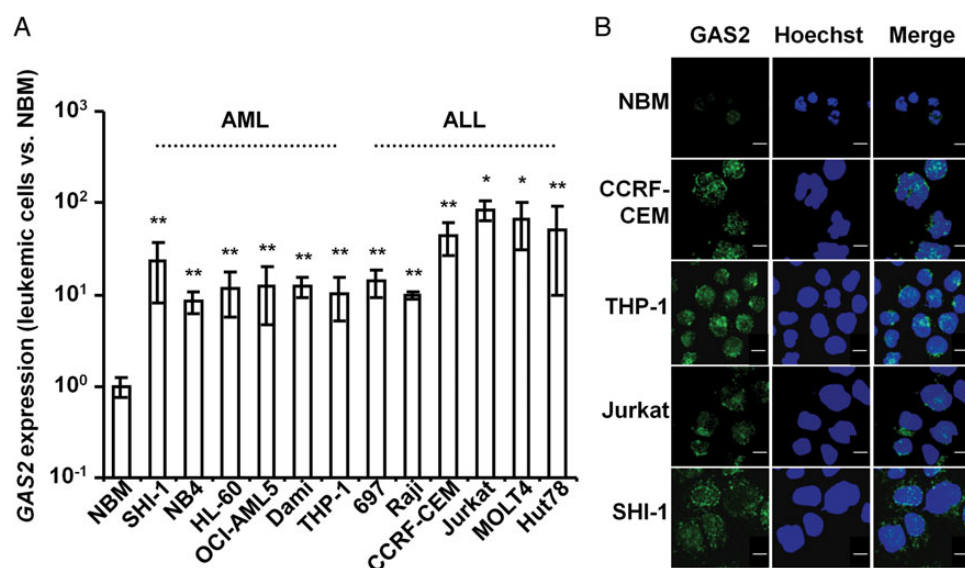 A
GAS2 expression (leukemic cells vs. NBM)
10³
10²
10¹
10⁰
10⁻¹
AML
ALL
**
**
**
**
**
**
**
**
**
*
*
**
NBM
SHI-1
NB4
HL-60
OCI-AML5
Dami
THP-1
697
Raji
CCRF-CEM
Jurkat
MOLT4
Hut78
B
GAS2 Hoechst Merge
NBM
CCRF-
CEM
THP-1
Jurkat
SHI-1